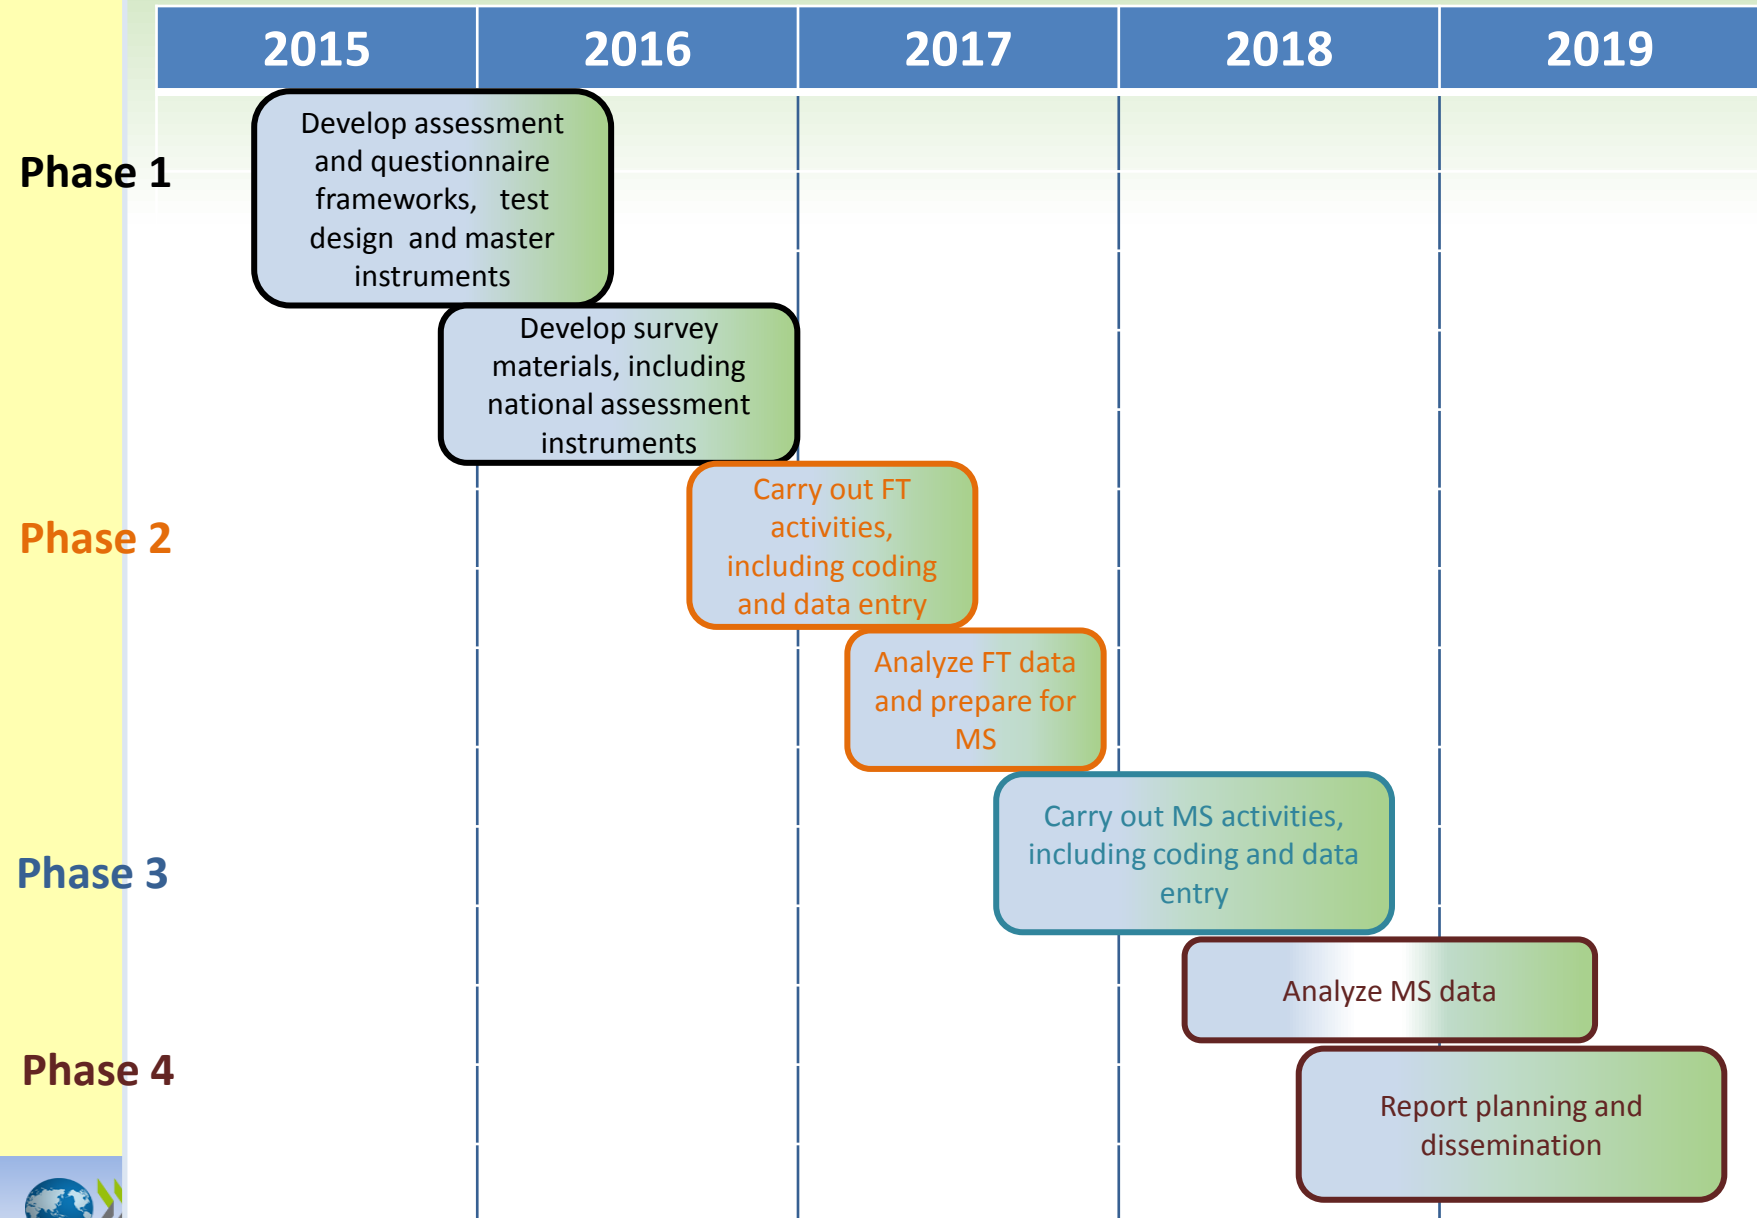 2015 2016 2017 2018 2019
Phase 1
Develop assessment
and questionnaire
frameworks, test
design and master
instruments
Develop survey
materials, including
national assessment
instruments
Phase 2
Carry out FT
activities,
including coding
and data entry
Analyze FT data
and prepare for
MS
Phase 3
Carry out MS activities,
including coding and data
entry
Analyze MS data
Phase 4
Report planning and
dissemination